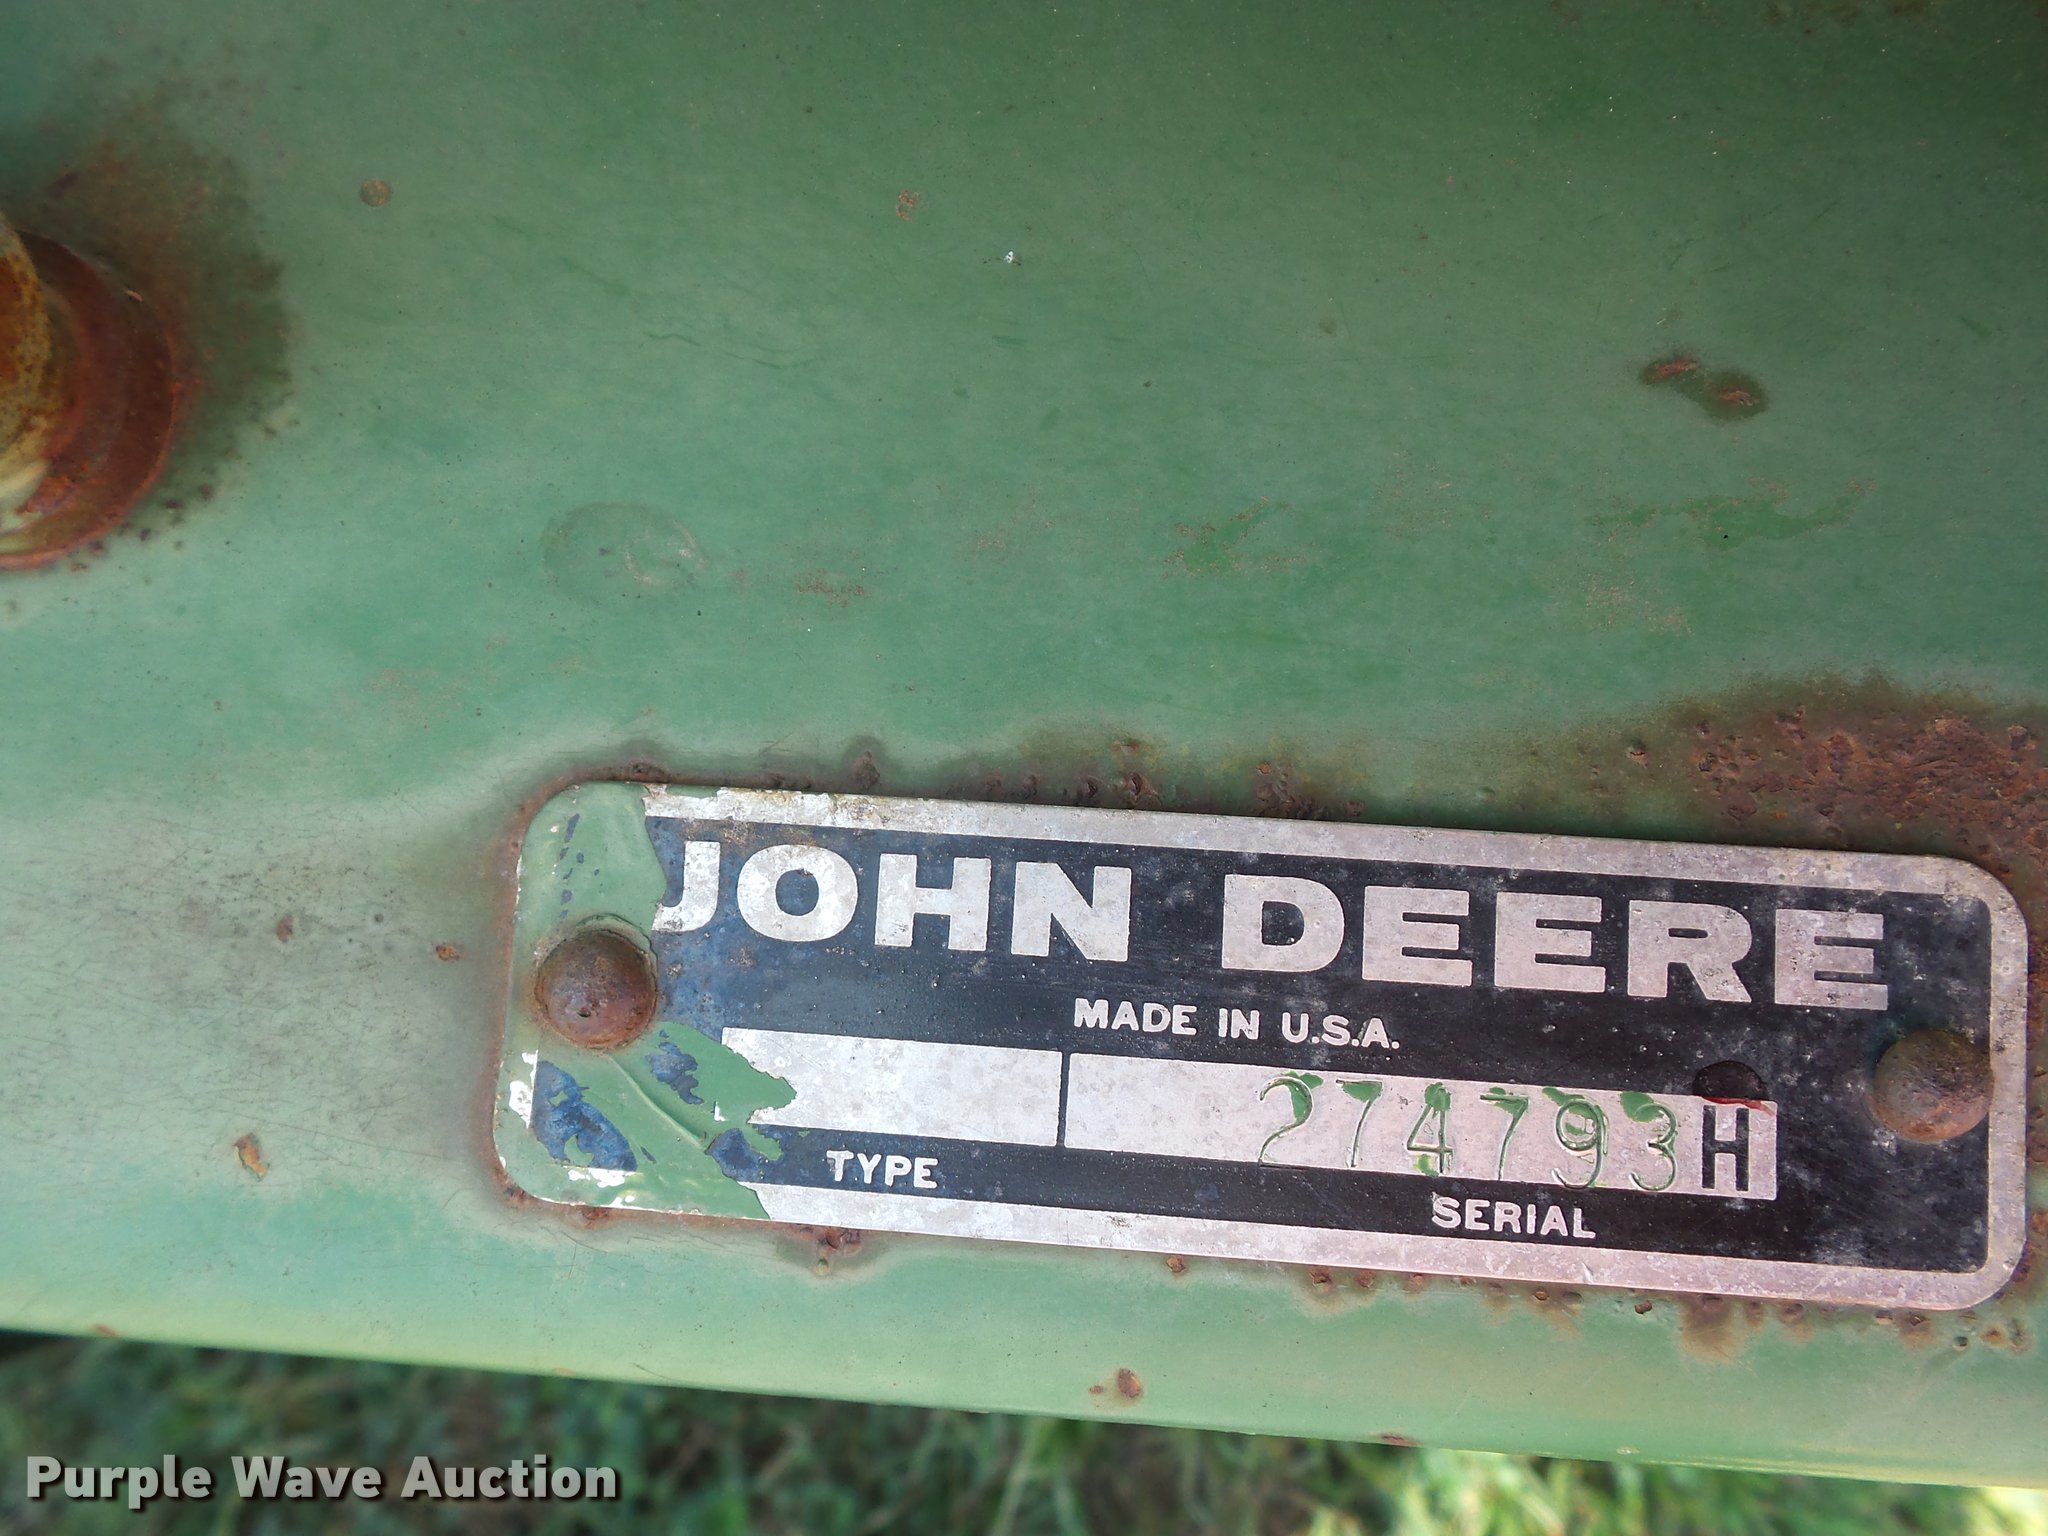 JOHN DEERE
MADE IN U.S.A.
274793H
TYPE
SERIAL
Purple Wave Auction